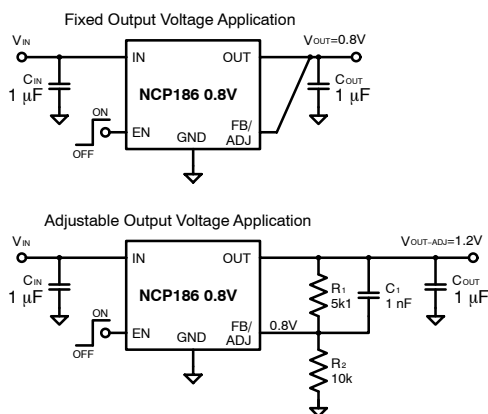 Fixed Output Voltage Application
VIN
VOUT=0.8V
IN
OUT
CIN
1 μF
NCP186 0.8V
COUT
1 μF
ON
OFF
EN
GND
FB/
ADJ
Adjustable Output Voltage Application
VIN
VOUT-ADJ=1.2V
IN
OUT
CIN
1 μF
NCP186 0.8V
R1
5k1
C1
1 nF
COUT
1 μF
ON
OFF
EN
GND
FB/
ADJ
0.8V
R2
10k